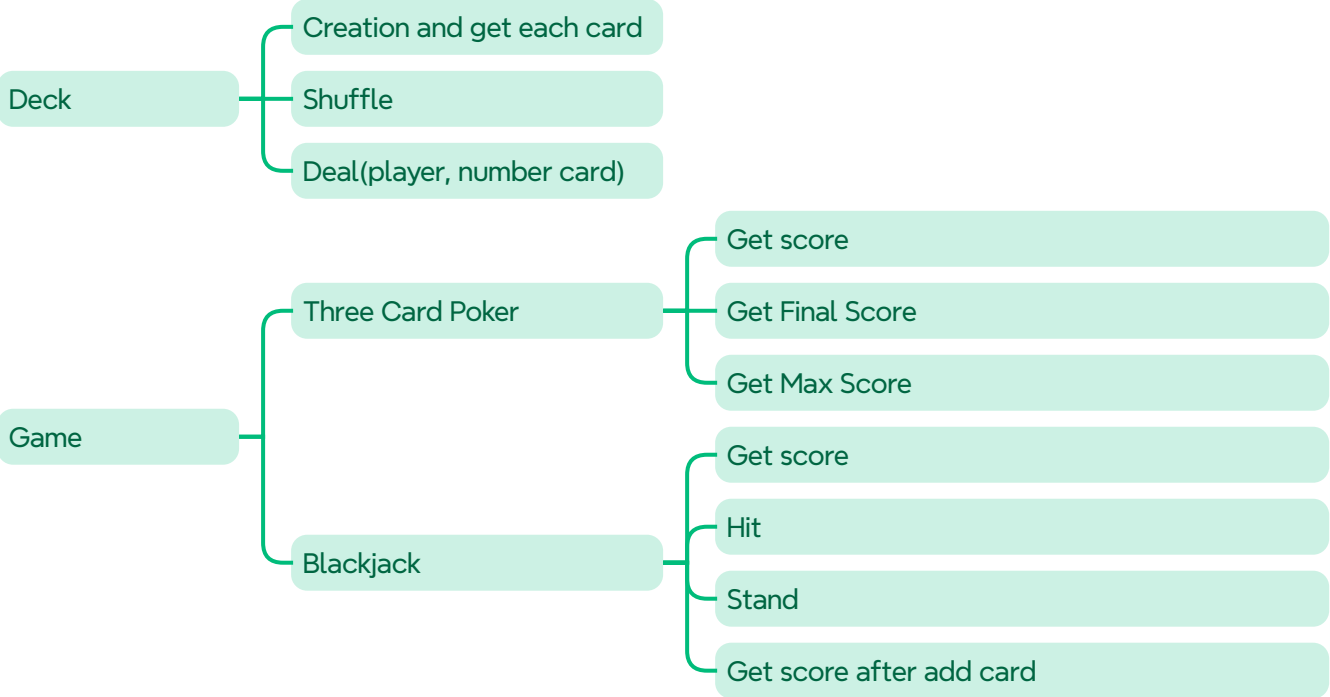 Creation and get each card
Deck
Shuffle
Deal(player, number card)
Get score
Three Card Poker
Get Final Score
Get Max Score
Game
Get score
Hit
Blackjack
Stand
Get score after add card